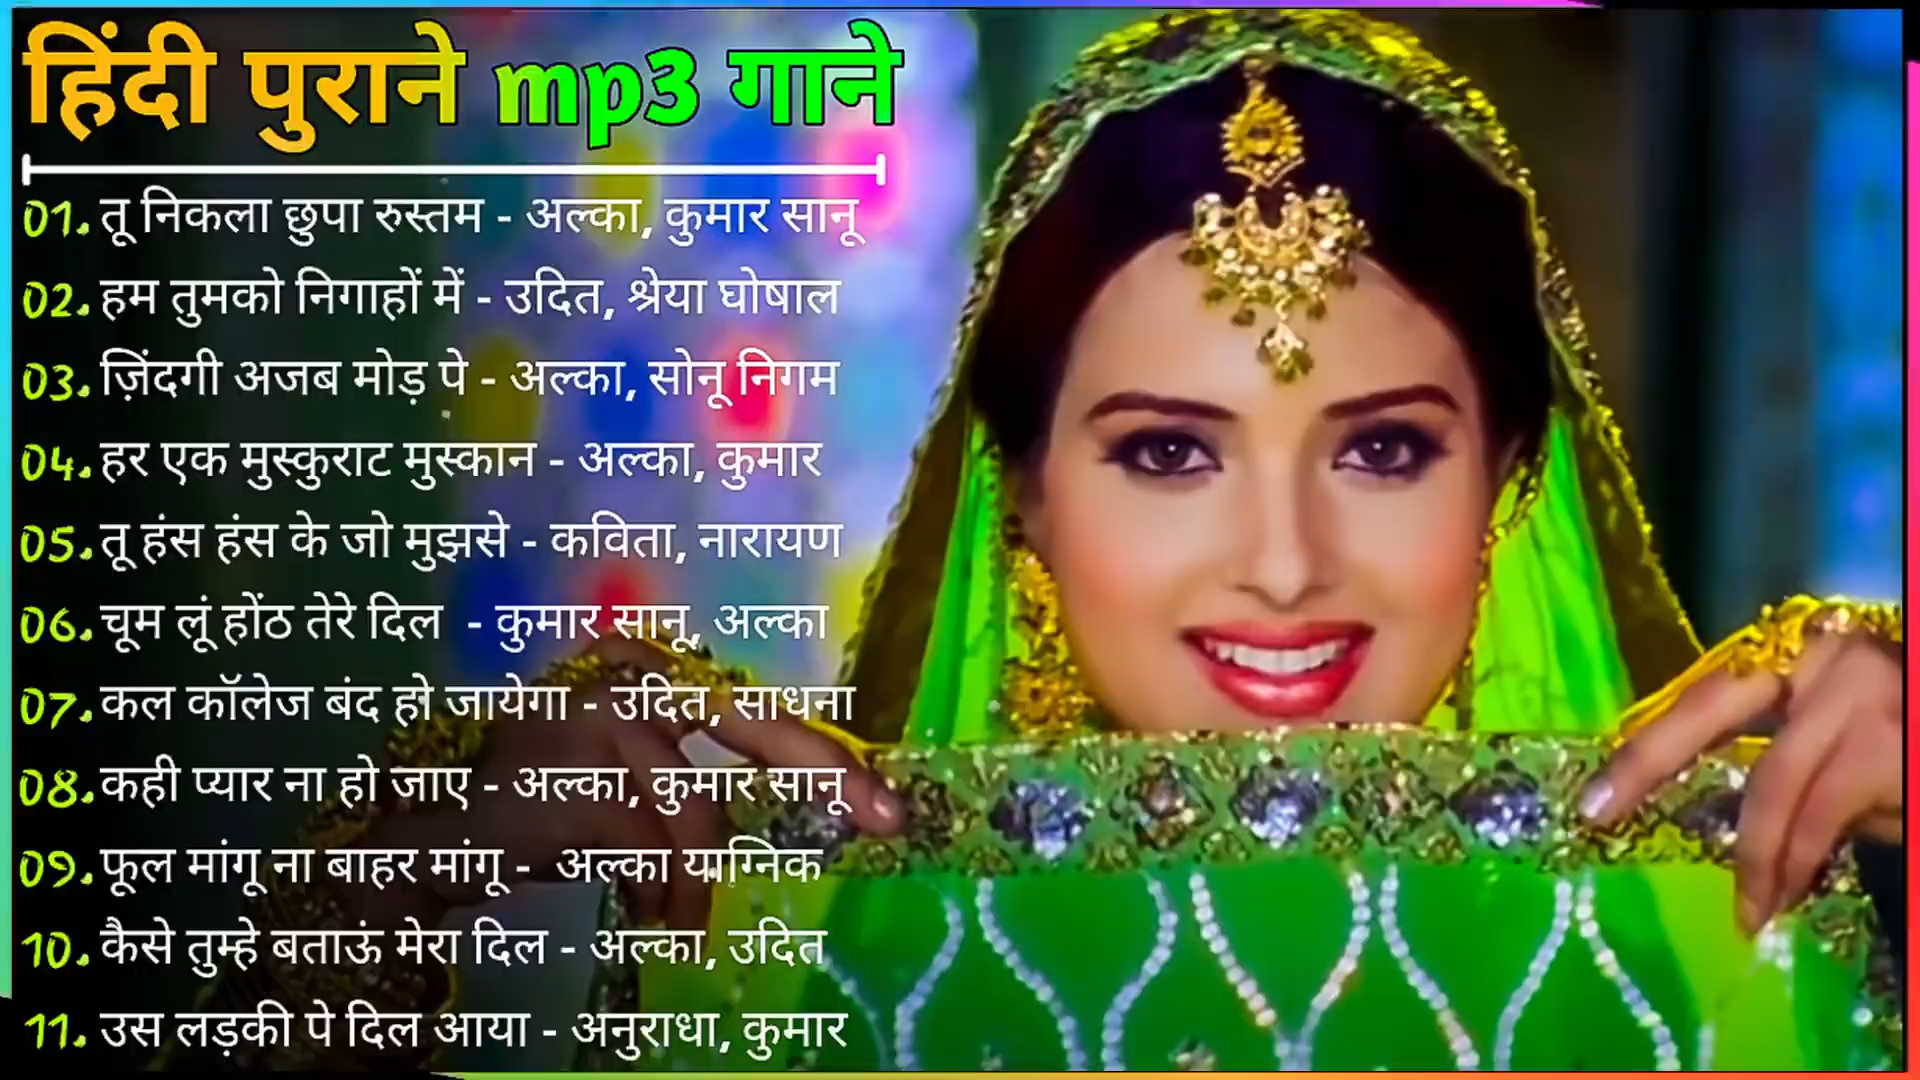 हिंदी पुराने mp3 गाने
01. तू निकला छुपा रुस्तम - अल्का, कुमार सानू
02. हम तुमको निगाहों में - उदित, श्रेया घोषाल
03. ज़िंदगी अजब मोड़ पे - अल्का, सोनू निगम
04. हर एक मुस्कुराट मुस्कान - अल्का, कुमार
05. तू हंस हंस के जो मुझसे - कविता, नारायण
06. चूम लूं होंठ तेरे दिल - कुमार सानू, अल्का
07. कल कॉलेज बंद हो जायेगा - उदित, साधना
08. कही प्यार ना हो जाए - अल्का, कुमार सानू
09. फूल मांगू ना बाहर मांगू - अल्का याग्निक
10. कैसे तुम्हे बताऊं मेरा दिल - अल्का, उदित
11. उस लड़की पे दिल आया - अनुराधा, कुमार